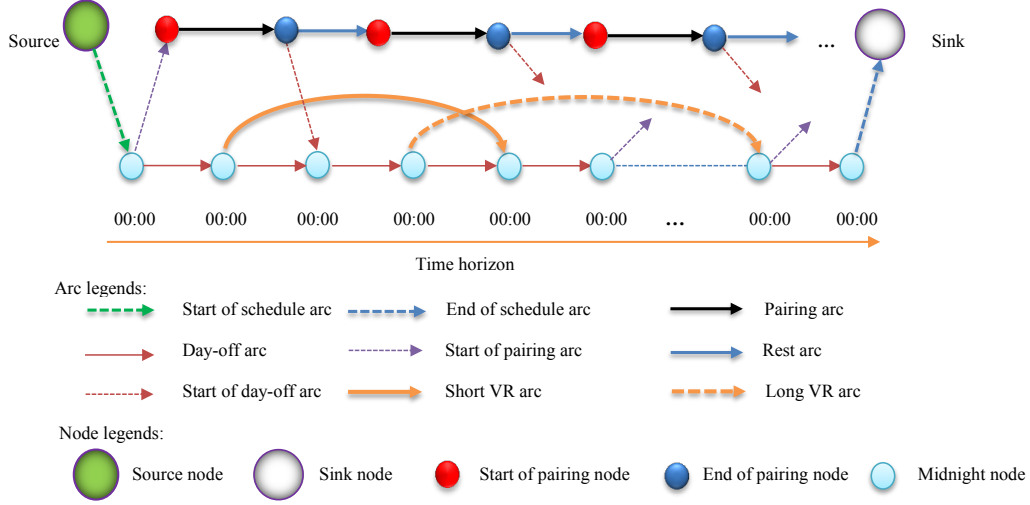 Source
...
Sink
00:00 00:00 00:00 00:00 00:00 00:00 ... 00:00 00:00
Time horizon
Arc legends:
Start of schedule arc End of schedule arc Pairing arc
Day-off arc Start of pairing arc Rest arc
Start of day-off arc Short VR arc Long VR arc
Node legends:
Source node Sink node Start of pairing node End of pairing node Midnight node